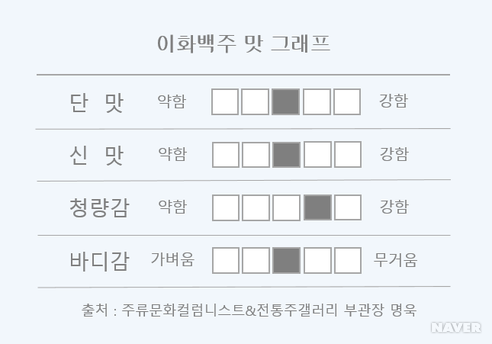 이화백주 맛 그래프
단 맛 약함 강함
신 맛 약함 강함
청량감 약함 강함
바디감 가벼움 무거움
출처 : 주류문화컬럼니스트&전통주갤러리 부관장 명욱
NAVER